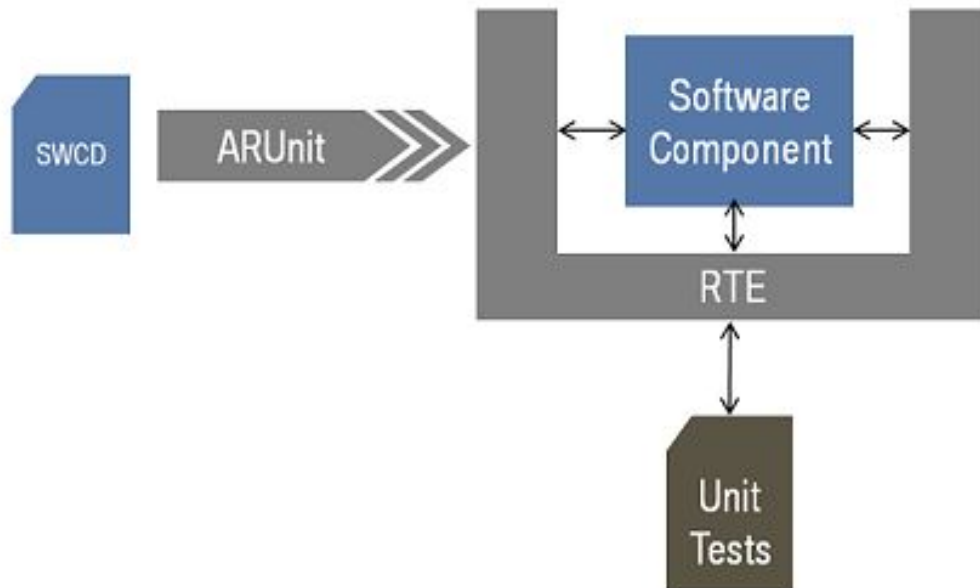 SWCD
ARUnit
Software
Component
RTE
Unit
Tests